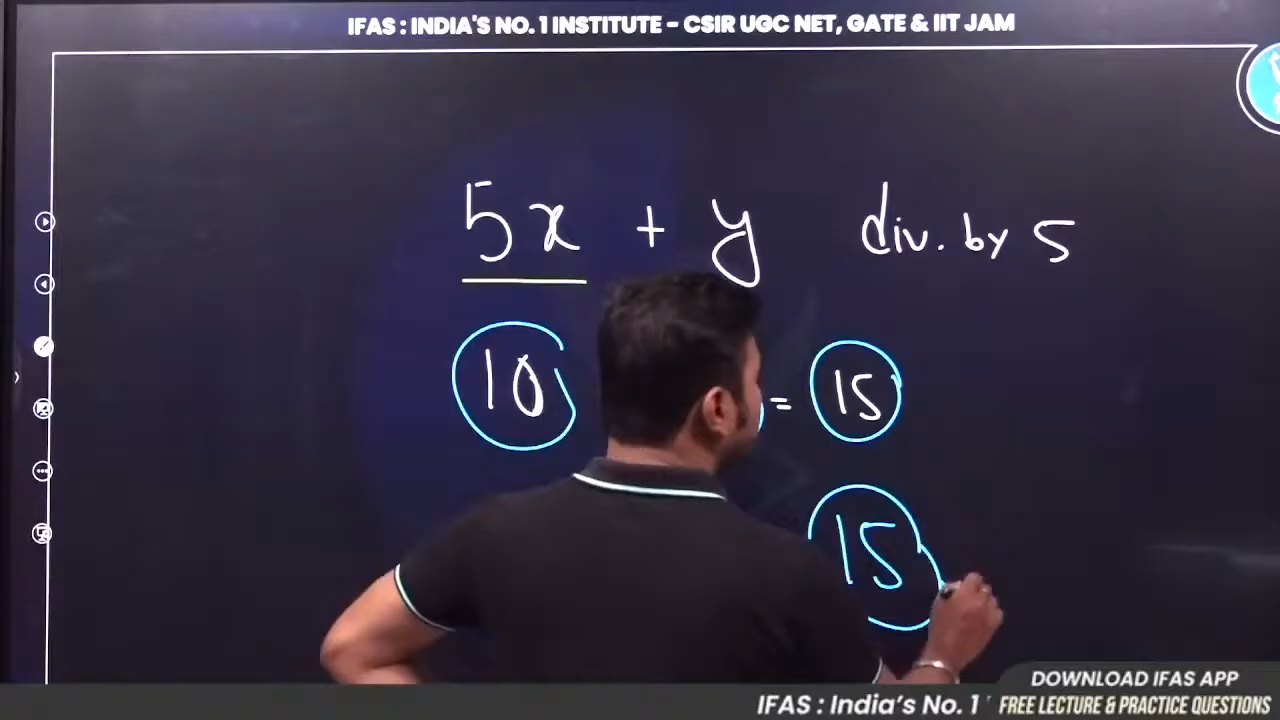 IFAS : INDIA'S NO. 1 INSTITUTE – CSIR UGC NET, GATE & IIT JAM
5x + y div. by 5
10 = 15
15
DOWNLOAD IFAS APP
IFAS : India's No. 1 FREE LECTURE & PRACTICE QUESTIONS